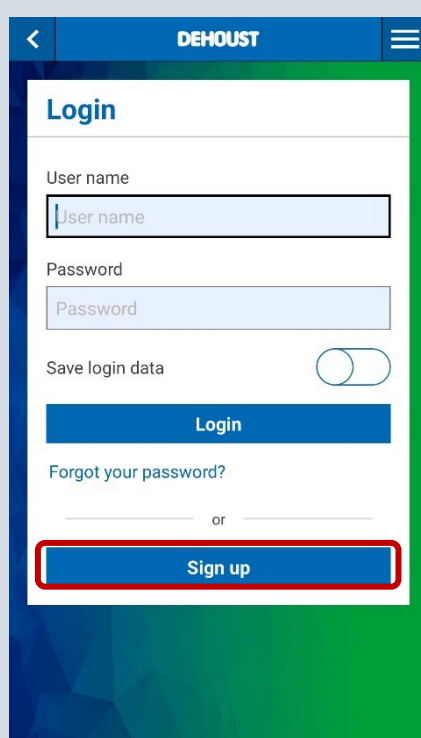 DEHOUST
Login
User name
User name
Password
Password
Save login data
Login
Forgot your password?
or
Sign up